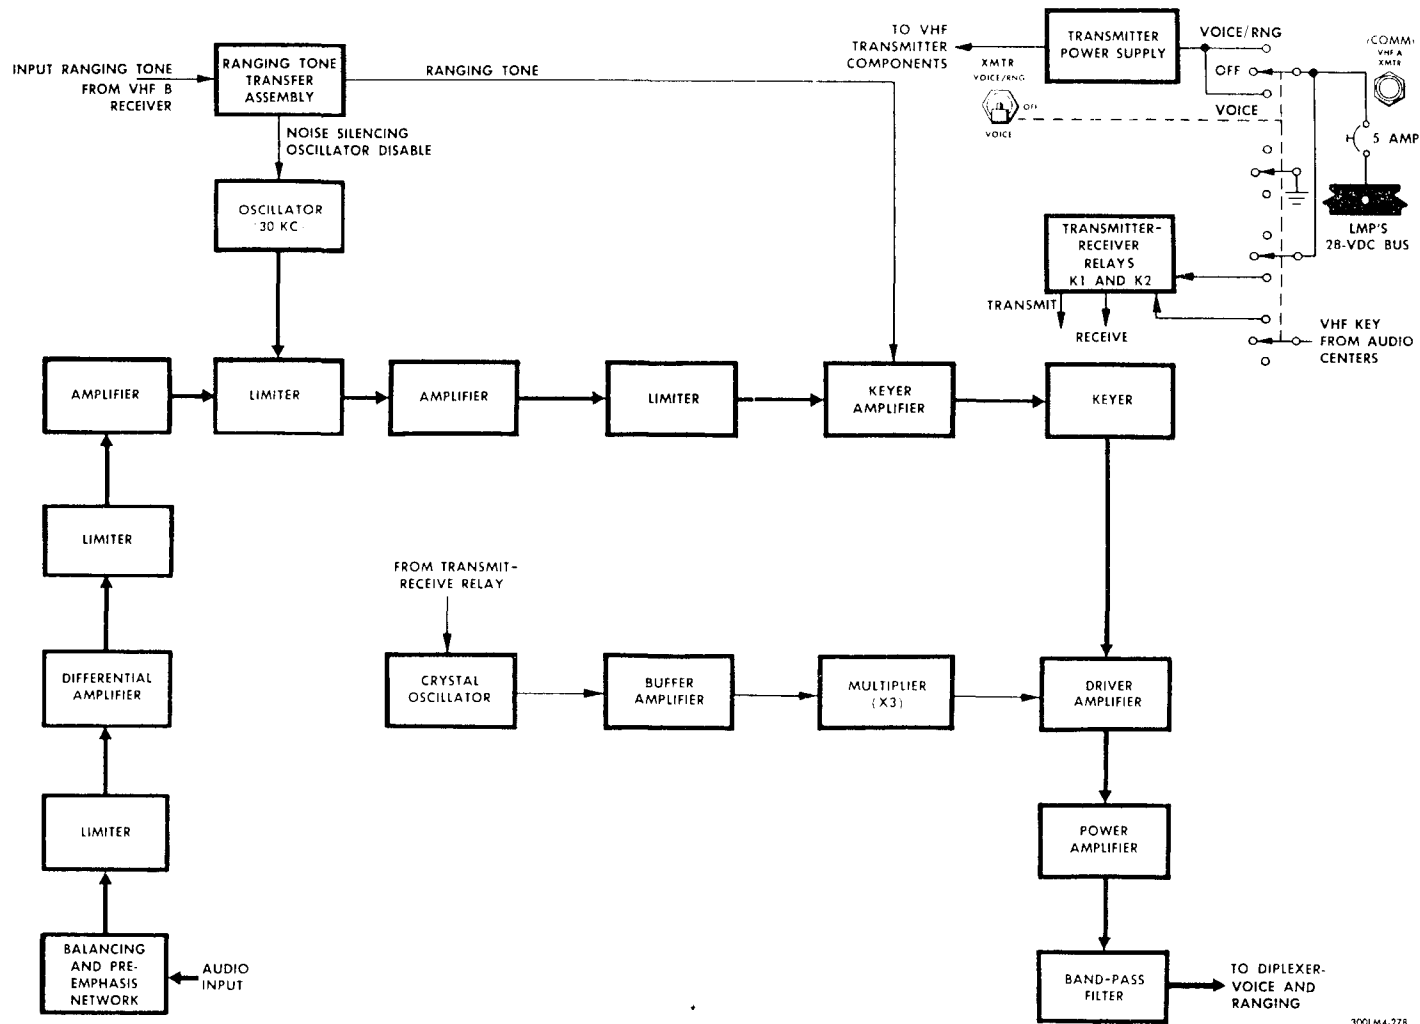 TO VHF
TRANSMITTER
COMPONENTS
TRANSMITTER
POWER SUPPLY
VOICE/RNG
OFF
VOICE
(COMM)
VHF A
XMTR
5 AMP
LMP'S
28-VDC BUS
XMTR
VOICE/RNG
OFF
VOICE
INPUT RANGING TONE
FROM VHF B
RECEIVER
RANGING TONE
TRANSFER
ASSEMBLY
RANGING TONE
NOISE SILENCING
OSCILLATOR DISABLE
OSCILLATOR
30 KC
TRANSMITTER-
RECEIVER
RELAYS
K1 AND K2
TRANSMIT
RECEIVE
VHF KEY
FROM AUDIO
CENTERS
AMPLIFIER
LIMITER
AMPLIFIER
LIMITER
KEYER
AMPLIFIER
KEYER
LIMITER
FROM TRANSMIT-
RECEIVE RELAY
DIFFERENTIAL
AMPLIFIER
CRYSTAL
OSCILLATOR
BUFFER
AMPLIFIER
MULTIPLIER
(X3)
DRIVER
AMPLIFIER
LIMITER
POWER
AMPLIFIER
BALANCING
AND PRE-
EMPHASIS
NETWORK
AUDIO
INPUT
BAND-PASS
FILTER
TO DIPLEXER-
VOICE AND
RANGING
300LM4-278